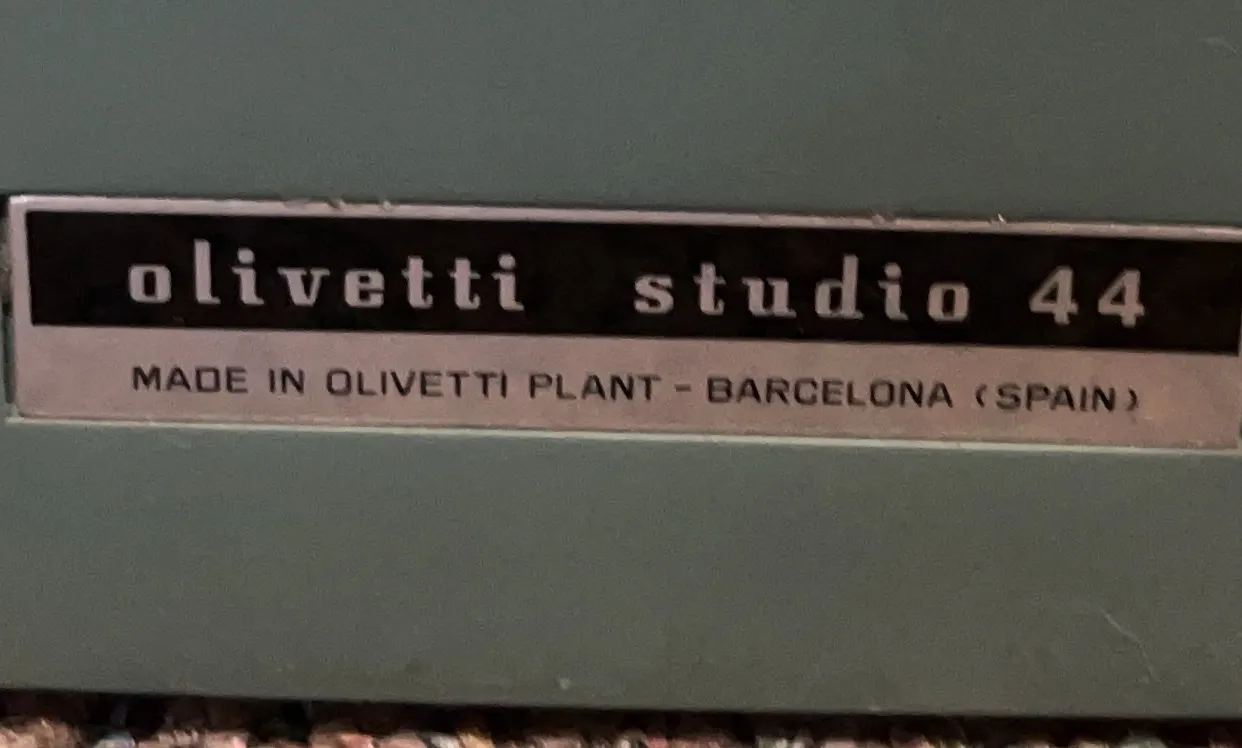 olivetti studio 44
MADE IN OLIVETTI PLANT - BARCELONA (SPAIN)